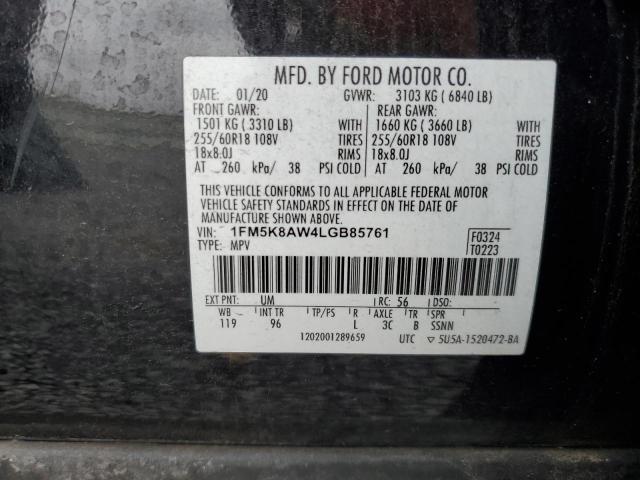 MFD. BY FORD MOTOR CO.
DATE: 01/20 GVWR: 3103 KG ( 6840 LB)
FRONT GAWR: REAR GAWR:
1501 KG ( 3310 LB) WITH 1660 KG ( 3660 LB) WITH
255/60R18 108V TIRES 255/60R18 108V TIRES
18x8.0J RIMS 18x8.0J RIMS
AT 260 kPa/ 38 PSI COLD AT 260 kPa/ 38 PSI COLD
THIS VEHICLE CONFORMS TO ALL APPLICABLE FEDERAL MOTOR
VEHICLE SAFETY STANDARDS IN EFFECT ON THE DATE OF
MANUFACTURE SHOWN ABOVE.
VIN: 1FM5K8AW4LGB85761 F0324
TYPE: MPV T0223
EXT PNT: UM RC: 56 DSO:
WB INT TR TP/PS R AXLE TR SPR
119 96 L 3C B SSNN
1202001289659 UTC ▽ 5U5A-1520472-BA